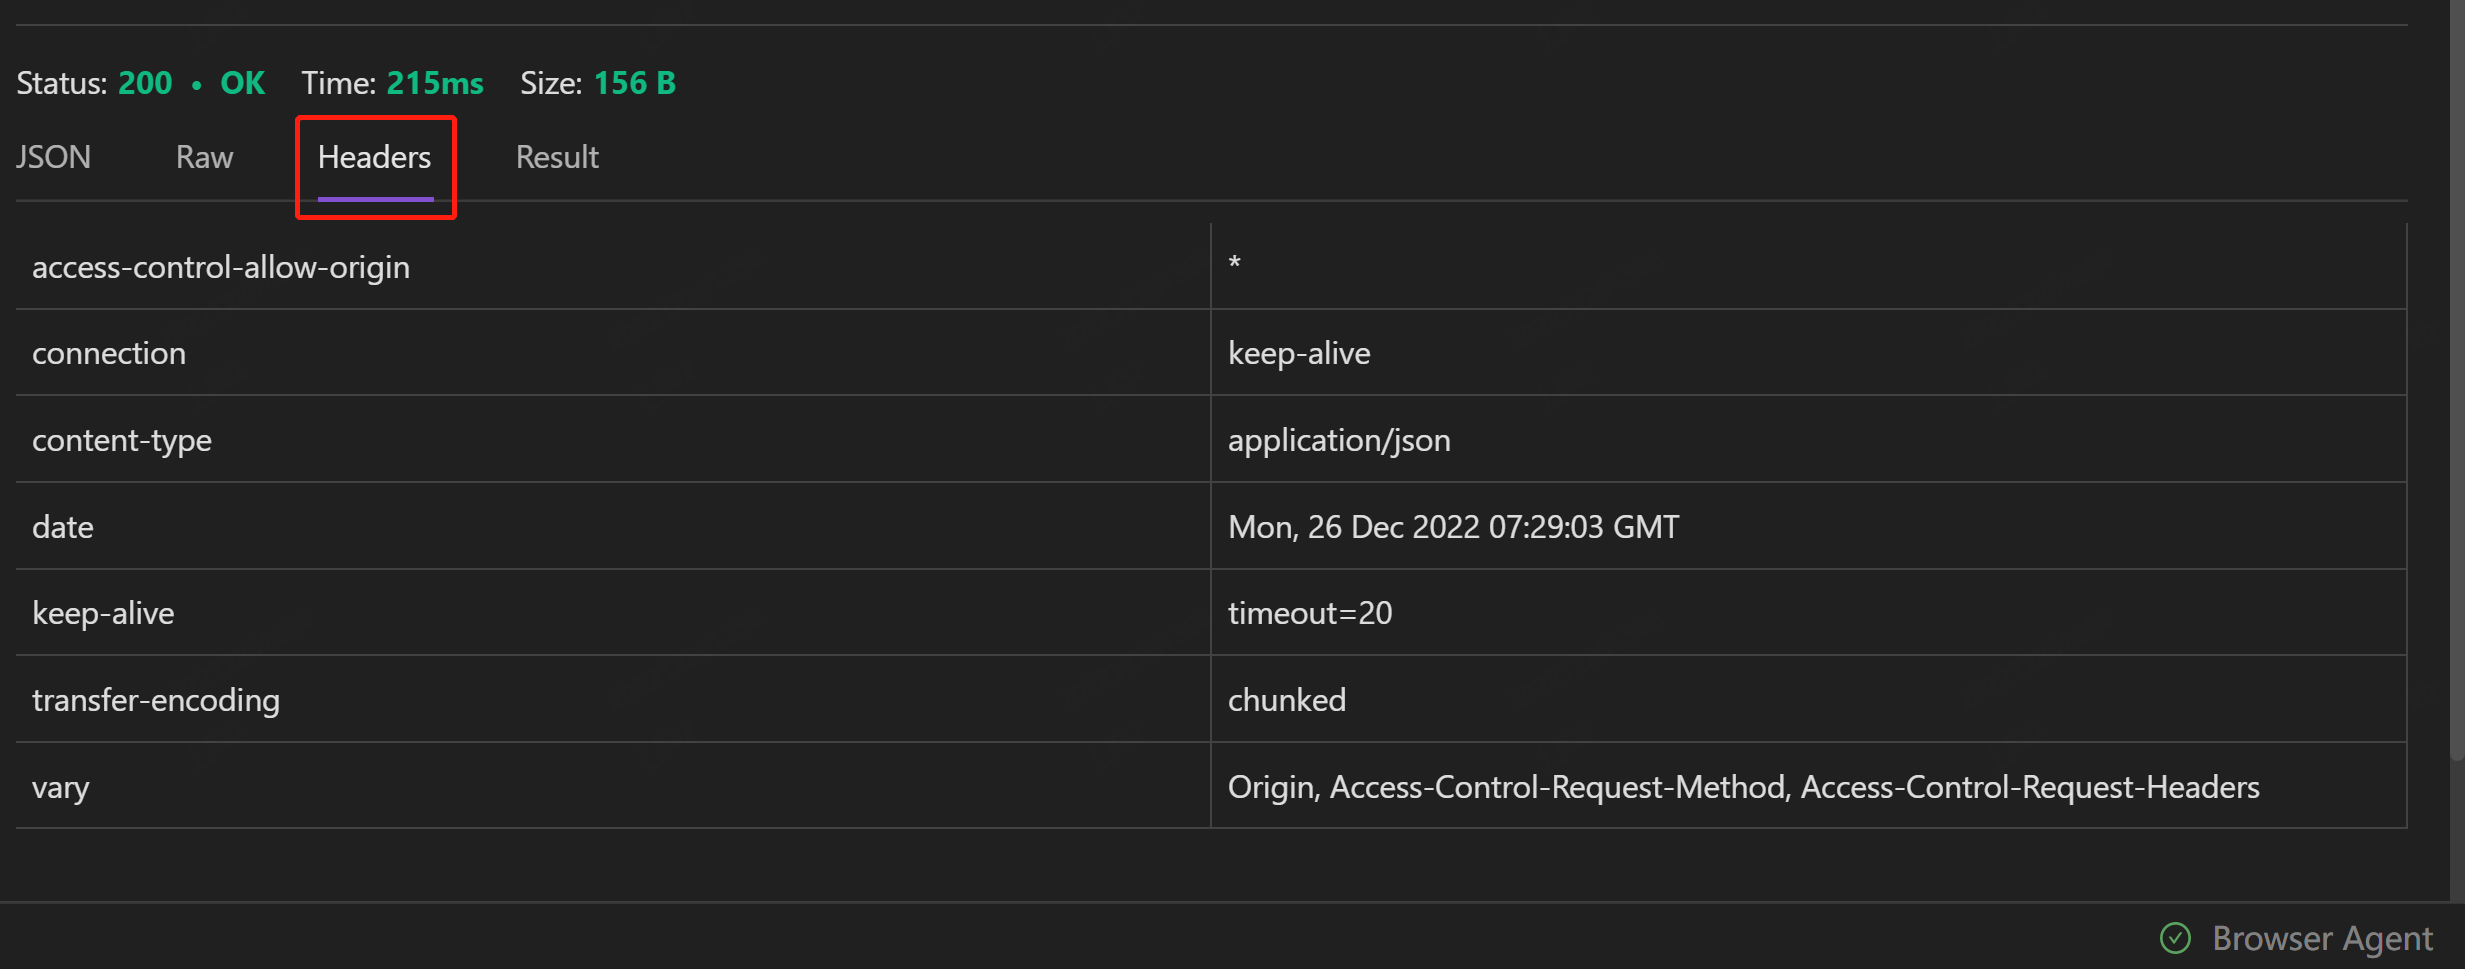 Status: 200 • OK Time: 215ms Size: 156 B
JSON Raw Headers Result
access-control-allow-origin *
connection keep-alive
content-type application/json
date Mon, 26 Dec 2022 07:29:03 GMT
keep-alive timeout=20
transfer-encoding chunked
vary Origin, Access-Control-Request-Method, Access-Control-Request-Headers
Browser Agent